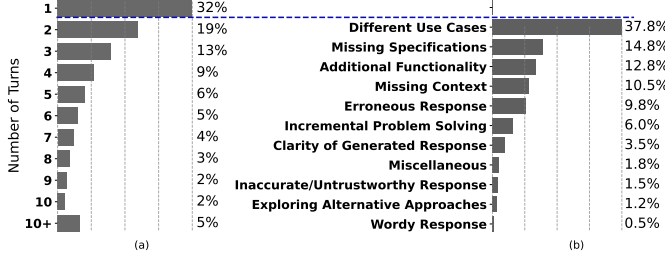 Number of Turns
1 32%
2 19%
3 13%
4 9%
5 6%
6 5%
7 4%
8 3%
9 2%
10 2%
10+ 5%
(a)
Different Use Cases 37.8%
Missing Specifications 14.8%
Additional Functionality 12.8%
Missing Context 10.5%
Erroneous Response 9.8%
Incremental Problem Solving 6.0%
Clarity of Generated Response 3.5%
Miscellaneous 1.8%
Inaccurate/Untrustworthy Response 1.5%
Exploring Alternative Approaches 1.2%
Wordy Response 0.5%
(b)